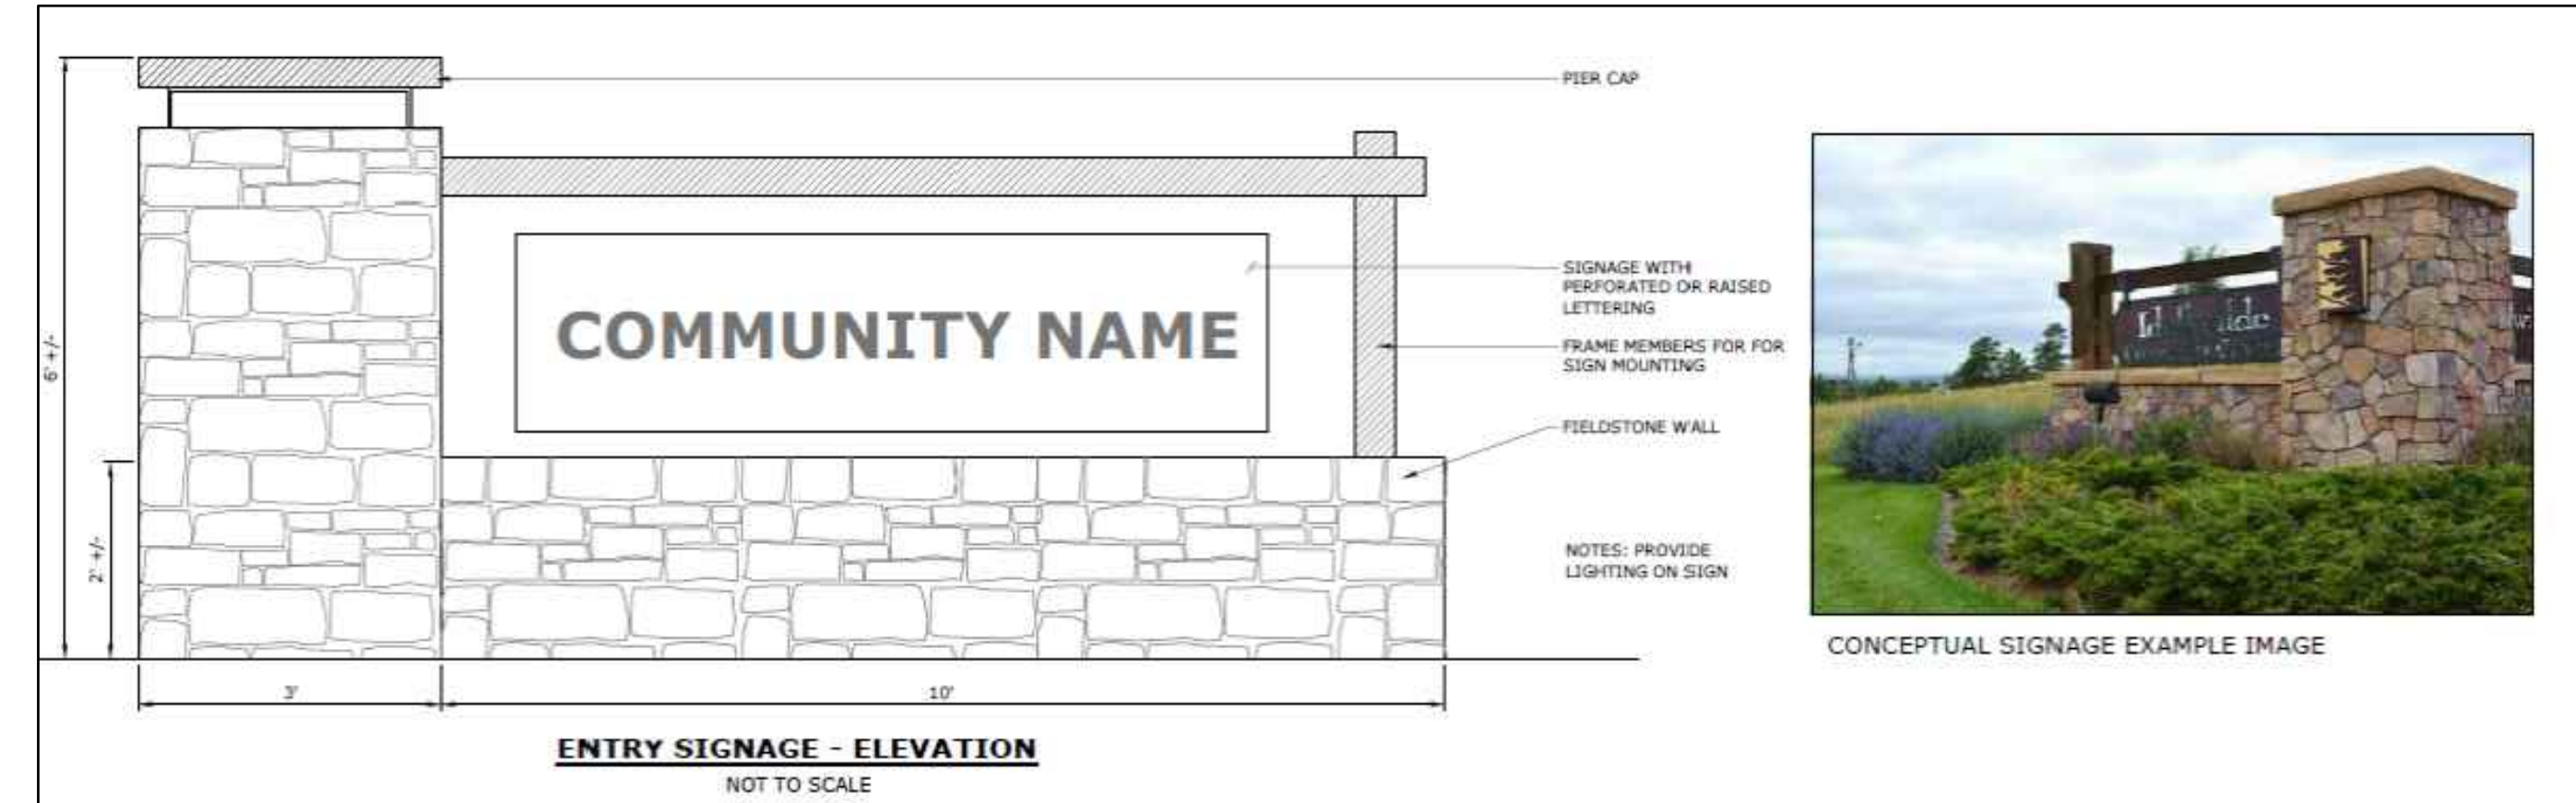 PIER CAP
6' +/-
2' +/-
COMMUNITY NAME
SIGNAGE WITH
PERFORATED OR RAISED
LETTERING
FRAME MEMBERS FOR FOR
SIGN MOUNTING
FIELDSTONE WALL
NOTES: PROVIDE
LIGHTING ON SIGN
3'
10'
ENTRY SIGNAGE - ELEVATION
NOT TO SCALE
CONCEPTUAL SIGNAGE EXAMPLE IMAGE